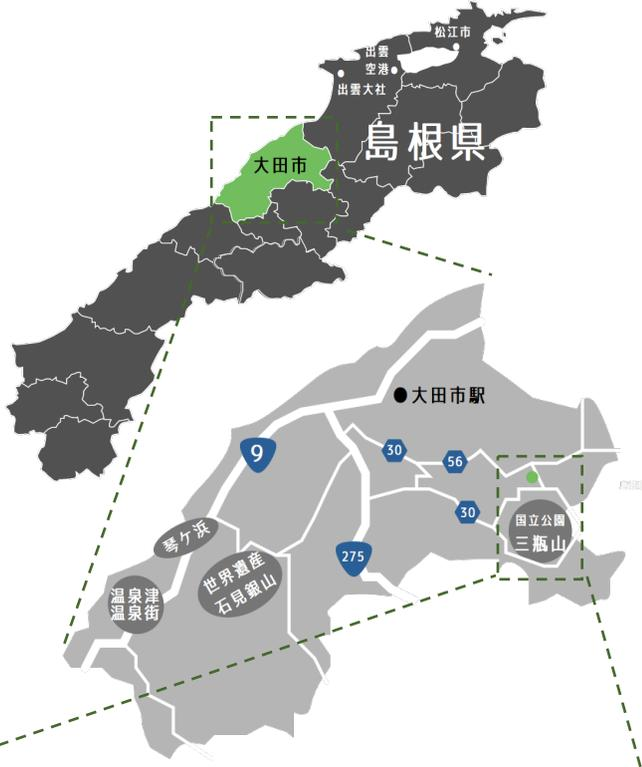 松江市
出雲
空港
出雲大社
島根県
大田市
大田市駅
30
56
9
30
国立公園
三瓶山
琴ヶ浜
275
世界遺産
石見銀山
温泉津
温泉街